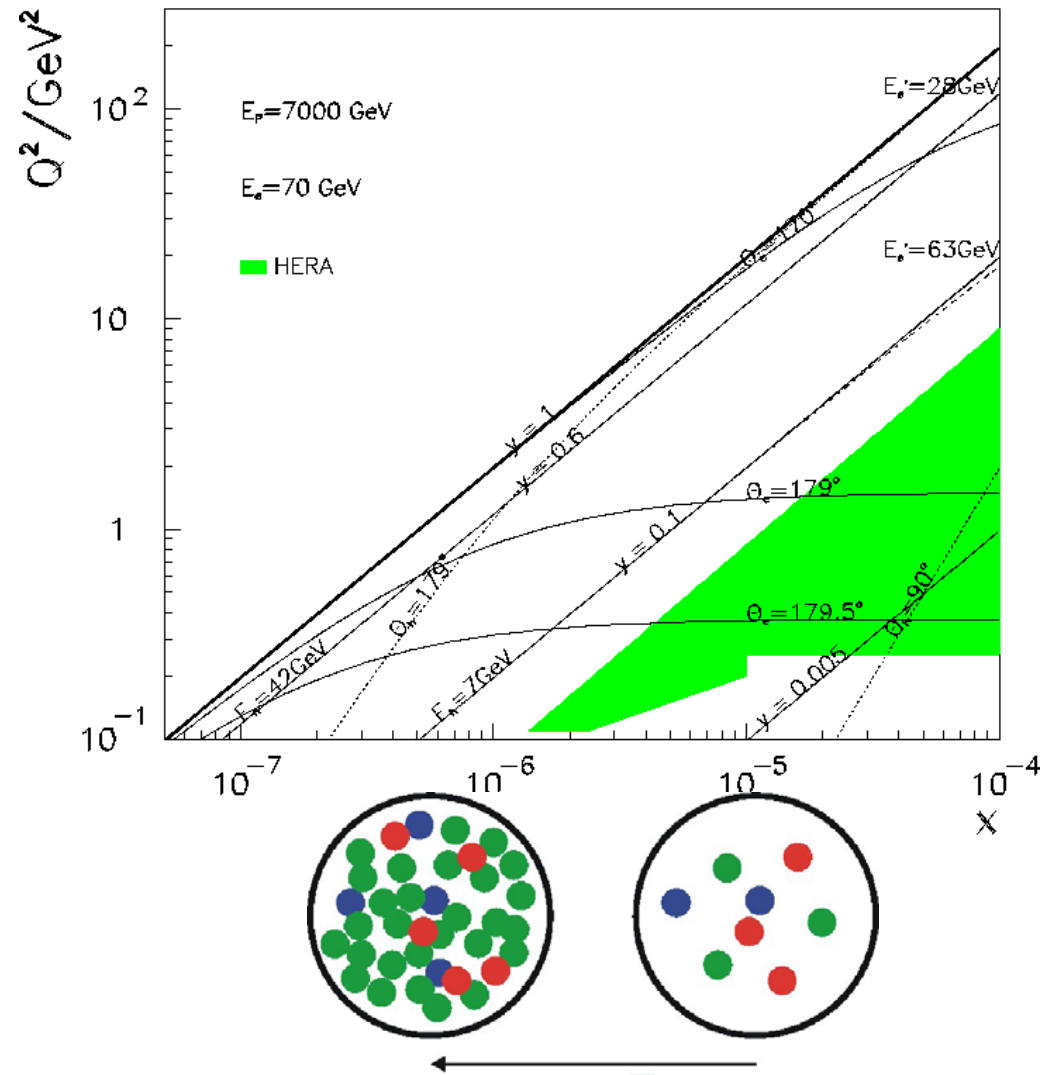 Q²/GeV²
10²
10
1
10⁻¹
E_P=7000 GeV
E_e=70 GeV
HERA
E_e'=28GeV
E_e'=63GeV
Θ_e=170°
y = 1
y = 0.6
Θ_e=179°
y = 0.1
Θ_h=179°
Θ_e=179.5°
Θ_h=90°
E_h=42GeV
E_h=7GeV
y = 0.005
10⁻⁷
10⁻⁶
10⁻⁵
10⁻⁴
x